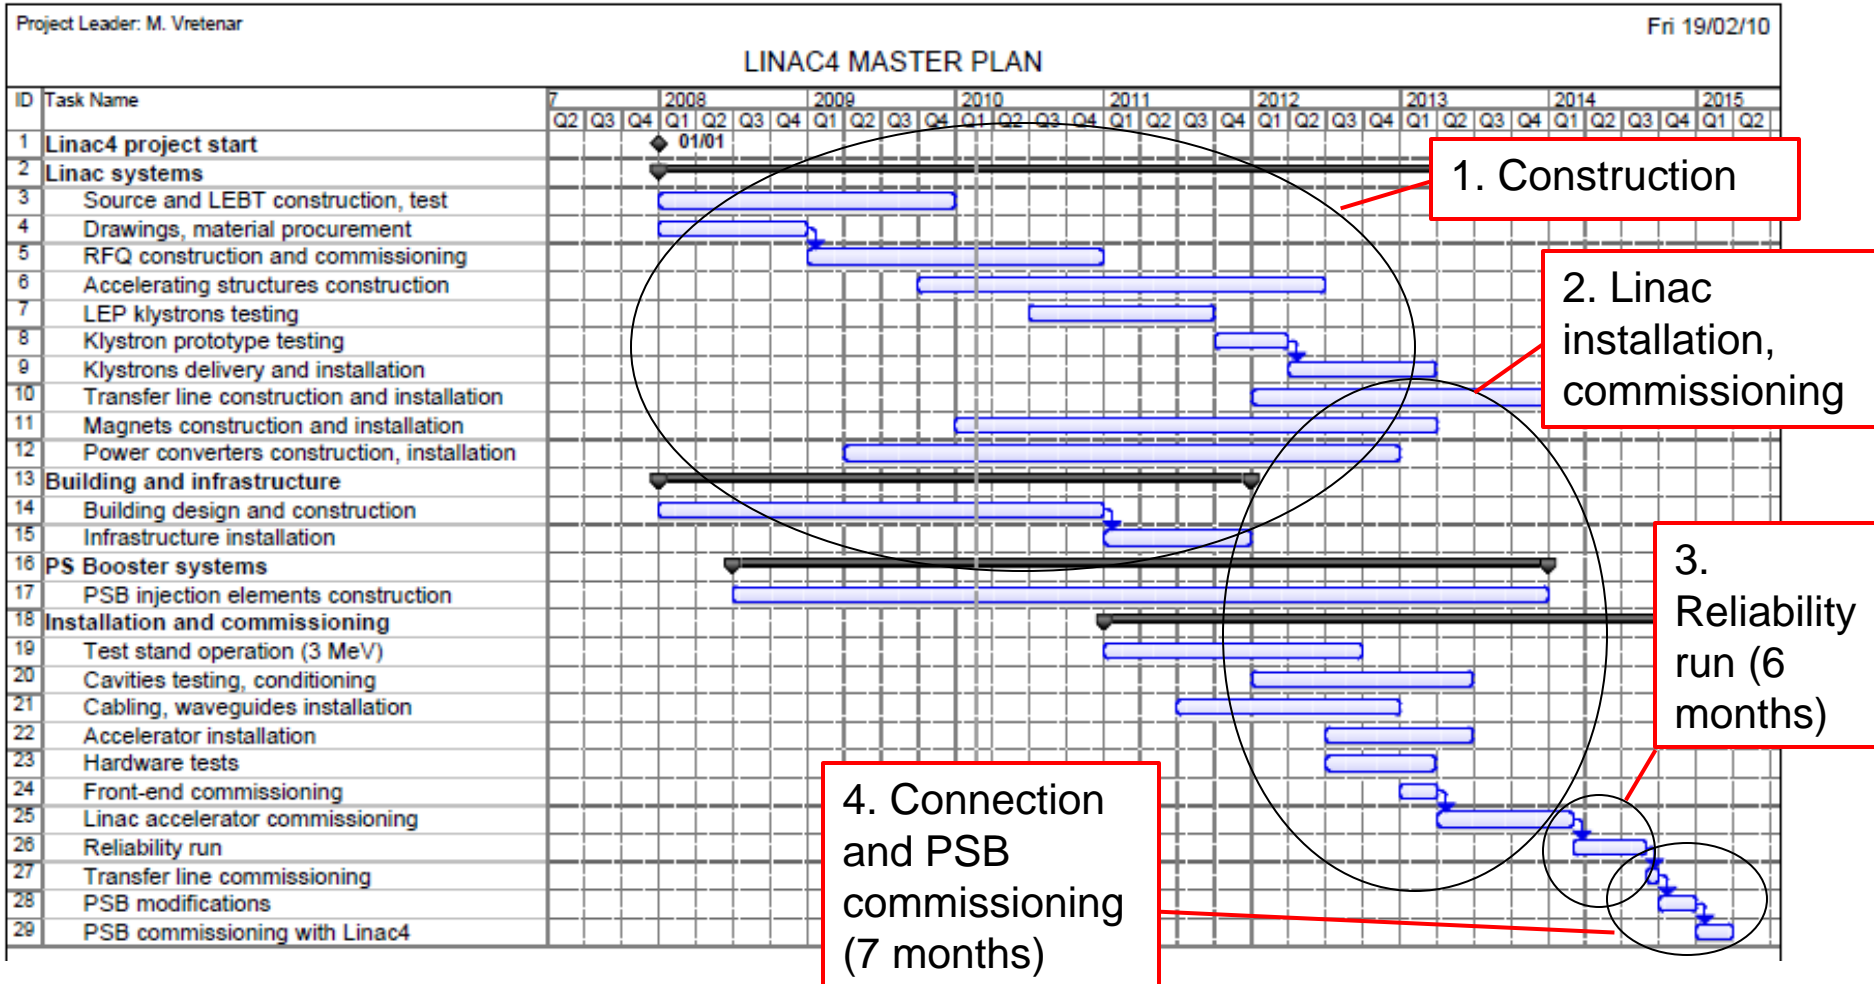 Project Leader: M. Vretenar
Fri 19/02/10
LINAC4 MASTER PLAN
ID Task Name 7 2008 2009 2010 2011 2012 2013 2014 2015
Q2 Q3 Q4 Q1 Q2 Q3 Q4 Q1 Q2 Q3 Q4 Q1 Q2 Q3 Q4 Q1 Q2 Q3 Q4 Q1 Q2 Q3 Q4 Q1 Q2 Q3 Q4 Q1 Q2 Q3 Q4 Q1 Q2
1 Linac4 project start 01/01
2 Linac systems
3 Source and LEBT construction, test
4 Drawings, material procurement
5 RFQ construction and commissioning
6 Accelerating structures construction
7 LEP klystrons testing
8 Klystron prototype testing
9 Klystrons delivery and installation
10 Transfer line construction and installation
11 Magnets construction and installation
12 Power converters construction, installation
13 Building and infrastructure
14 Building design and construction
15 Infrastructure installation
16 PS Booster systems
17 PSB injection elements construction
18 Installation and commissioning
19 Test stand operation (3 MeV)
20 Cavities testing, conditioning
21 Cabling, waveguides installation
22 Accelerator installation
23 Hardware tests
24 Front-end commissioning
25 Linac accelerator commissioning
26 Reliability run
27 Transfer line commissioning
28 PSB modifications
29 PSB commissioning with Linac4
1. Construction
2. Linac
installation,
commissioning
3.
Reliability
run (6
months)
4. Connection
and PSB
commissioning
(7 months)